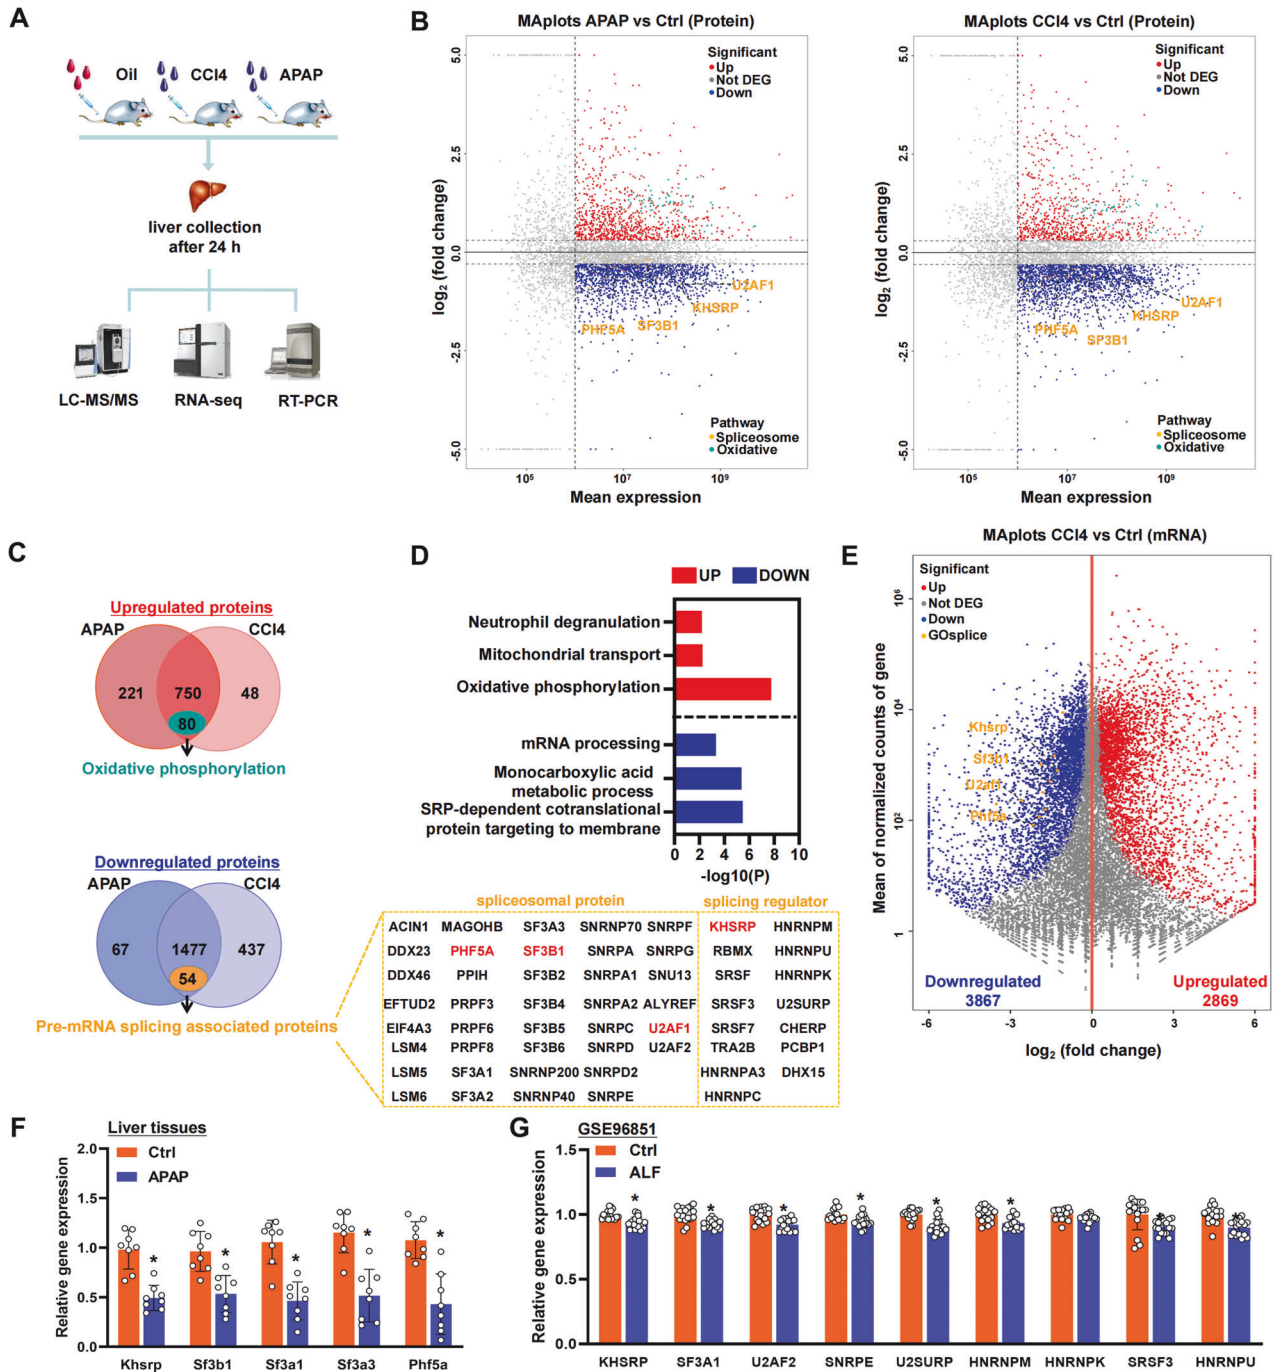 A
Oil
CCl4
APAP
liver collection
after 24 h
LC-MS/MS
RNA-seq
RT-PCR
B
MAplots APAP vs Ctrl (Protein)
Significant
Up
Not DEG
Down
U2AF1
KHSRP
SF3B1
PHF5A
Pathway
Spliceosome
Oxidative
log2 (fold change)
5.0
2.5
0.0
-2.5
-5.0
10^5
10^7
10^9
Mean expression
MAplots CCl4 vs Ctrl (Protein)
Significant
Up
Not DEG
Down
U2AF1
KHSRP
PHF5A
SF3B1
Pathway
Spliceosome
Oxidative
log2 (fold change)
5.0
2.5
0.0
-2.5
-5.0
10^5
10^7
10^9
Mean expression
C
Upregulated proteins
APAP
CCl4
221
750
48
80
Oxidative phosphorylation
Downregulated proteins
APAP
CCl4
67
1477
437
54
Pre-mRNA splicing associated proteins
D
UP
DOWN
Neutrophil degranulation
Mitochondrial transport
Oxidative phosphorylation
mRNA processing
Monocarboxylic acid
metabolic process
SRP-dependent cotranslational
protein targeting to membrane
0 2 4 6 8 10
-log10(P)
spliceosomal protein
splicing regulator
ACIN1 MAGOHB SF3A3 SNRNP70 SNRPF KHSRP HNRNPM
DDX23 PHF5A SF3B1 SNRPA SNRPG RBMX HNRNPU
DDX46 PPIH SF3B2 SNRPA1 SNU13 SRSF HNRNPK
EFTUD2 PRPF3 SF3B4 SNRPA2 ALYREF SRSF3 U2SURP
EIF4A3 PRPF6 SF3B5 SNRPC U2AF1 SRSF7 CHERP
LSM4 PRPF8 SF3B6 SNRPD U2AF2 TRA2B PCBP1
LSM5 SF3A1 SNRNP200 SNRPD2 HNRNPA3 DHX15
LSM6 SF3A2 SNRNP40 SNRPE HNRNPC
E
MAplots CCl4 vs Ctrl (mRNA)
Significant
Up
Not DEG
Down
GOsplice
Khsrp
Sf3b1
U2af1
Phf5a
Mean of normalized counts of gene
10^6
10^4
10^2
1
Downregulated
3867
Upregulated
2869
-6 -3 0 3 6
log2 (fold change)
F
Liver tissues
Ctrl
APAP
Relative gene expression
2.0
1.5
1.0
0.5
0.0
* * * * *
Khsrp Sf3b1 Sf3a1 Sf3a3 Phf5a
G
GSE96851
Ctrl
ALF
Relative gene expression
1.5
1.0
0.5
0.0
* * * * * *
KHSRP SF3A1 U2AF2 SNRPE U2SURP HNRNPM HNRNPK SRSF3 HNRNPU